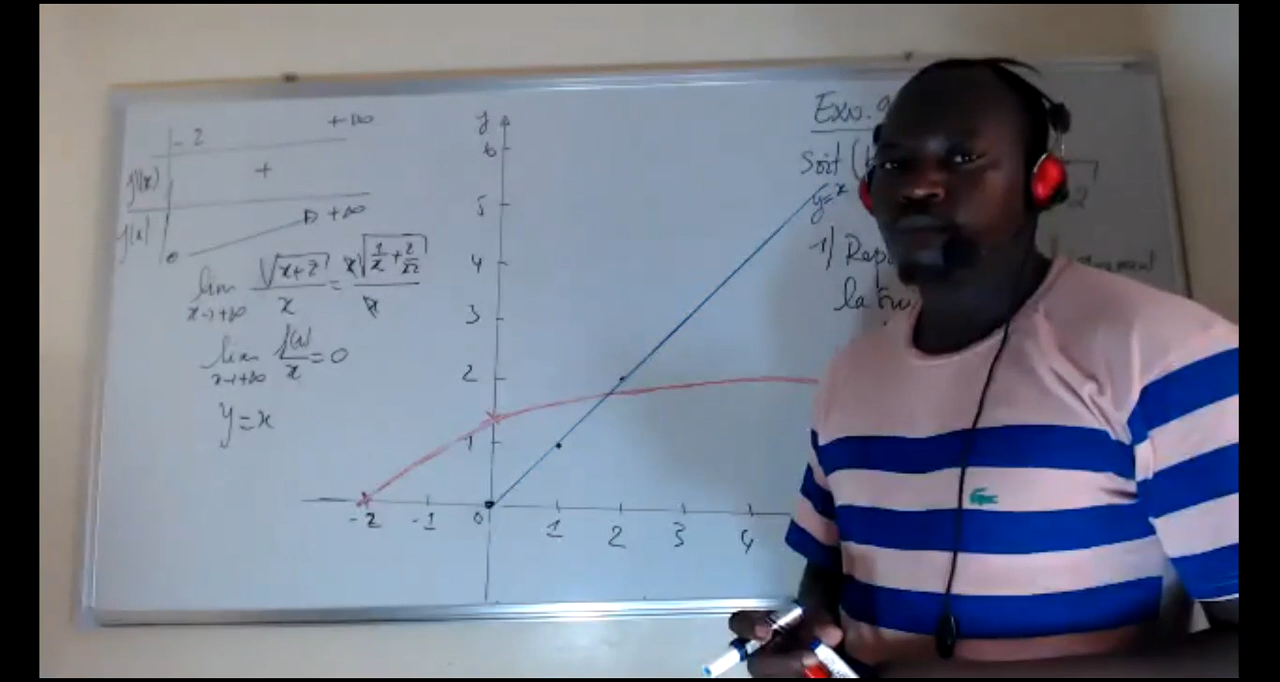 -2 +∞
f'(x) +
f(x) 0 +∞
lim x→+∞ √(x+2)/x = x√(1/x + 2/x²)/x
lim x→+∞ f(x)/x = 0
y=x
y
6
5
4
3
2
1
-2 -1 0 1 2 3 4
y=x
Exo.
Soit (
2
1)
la